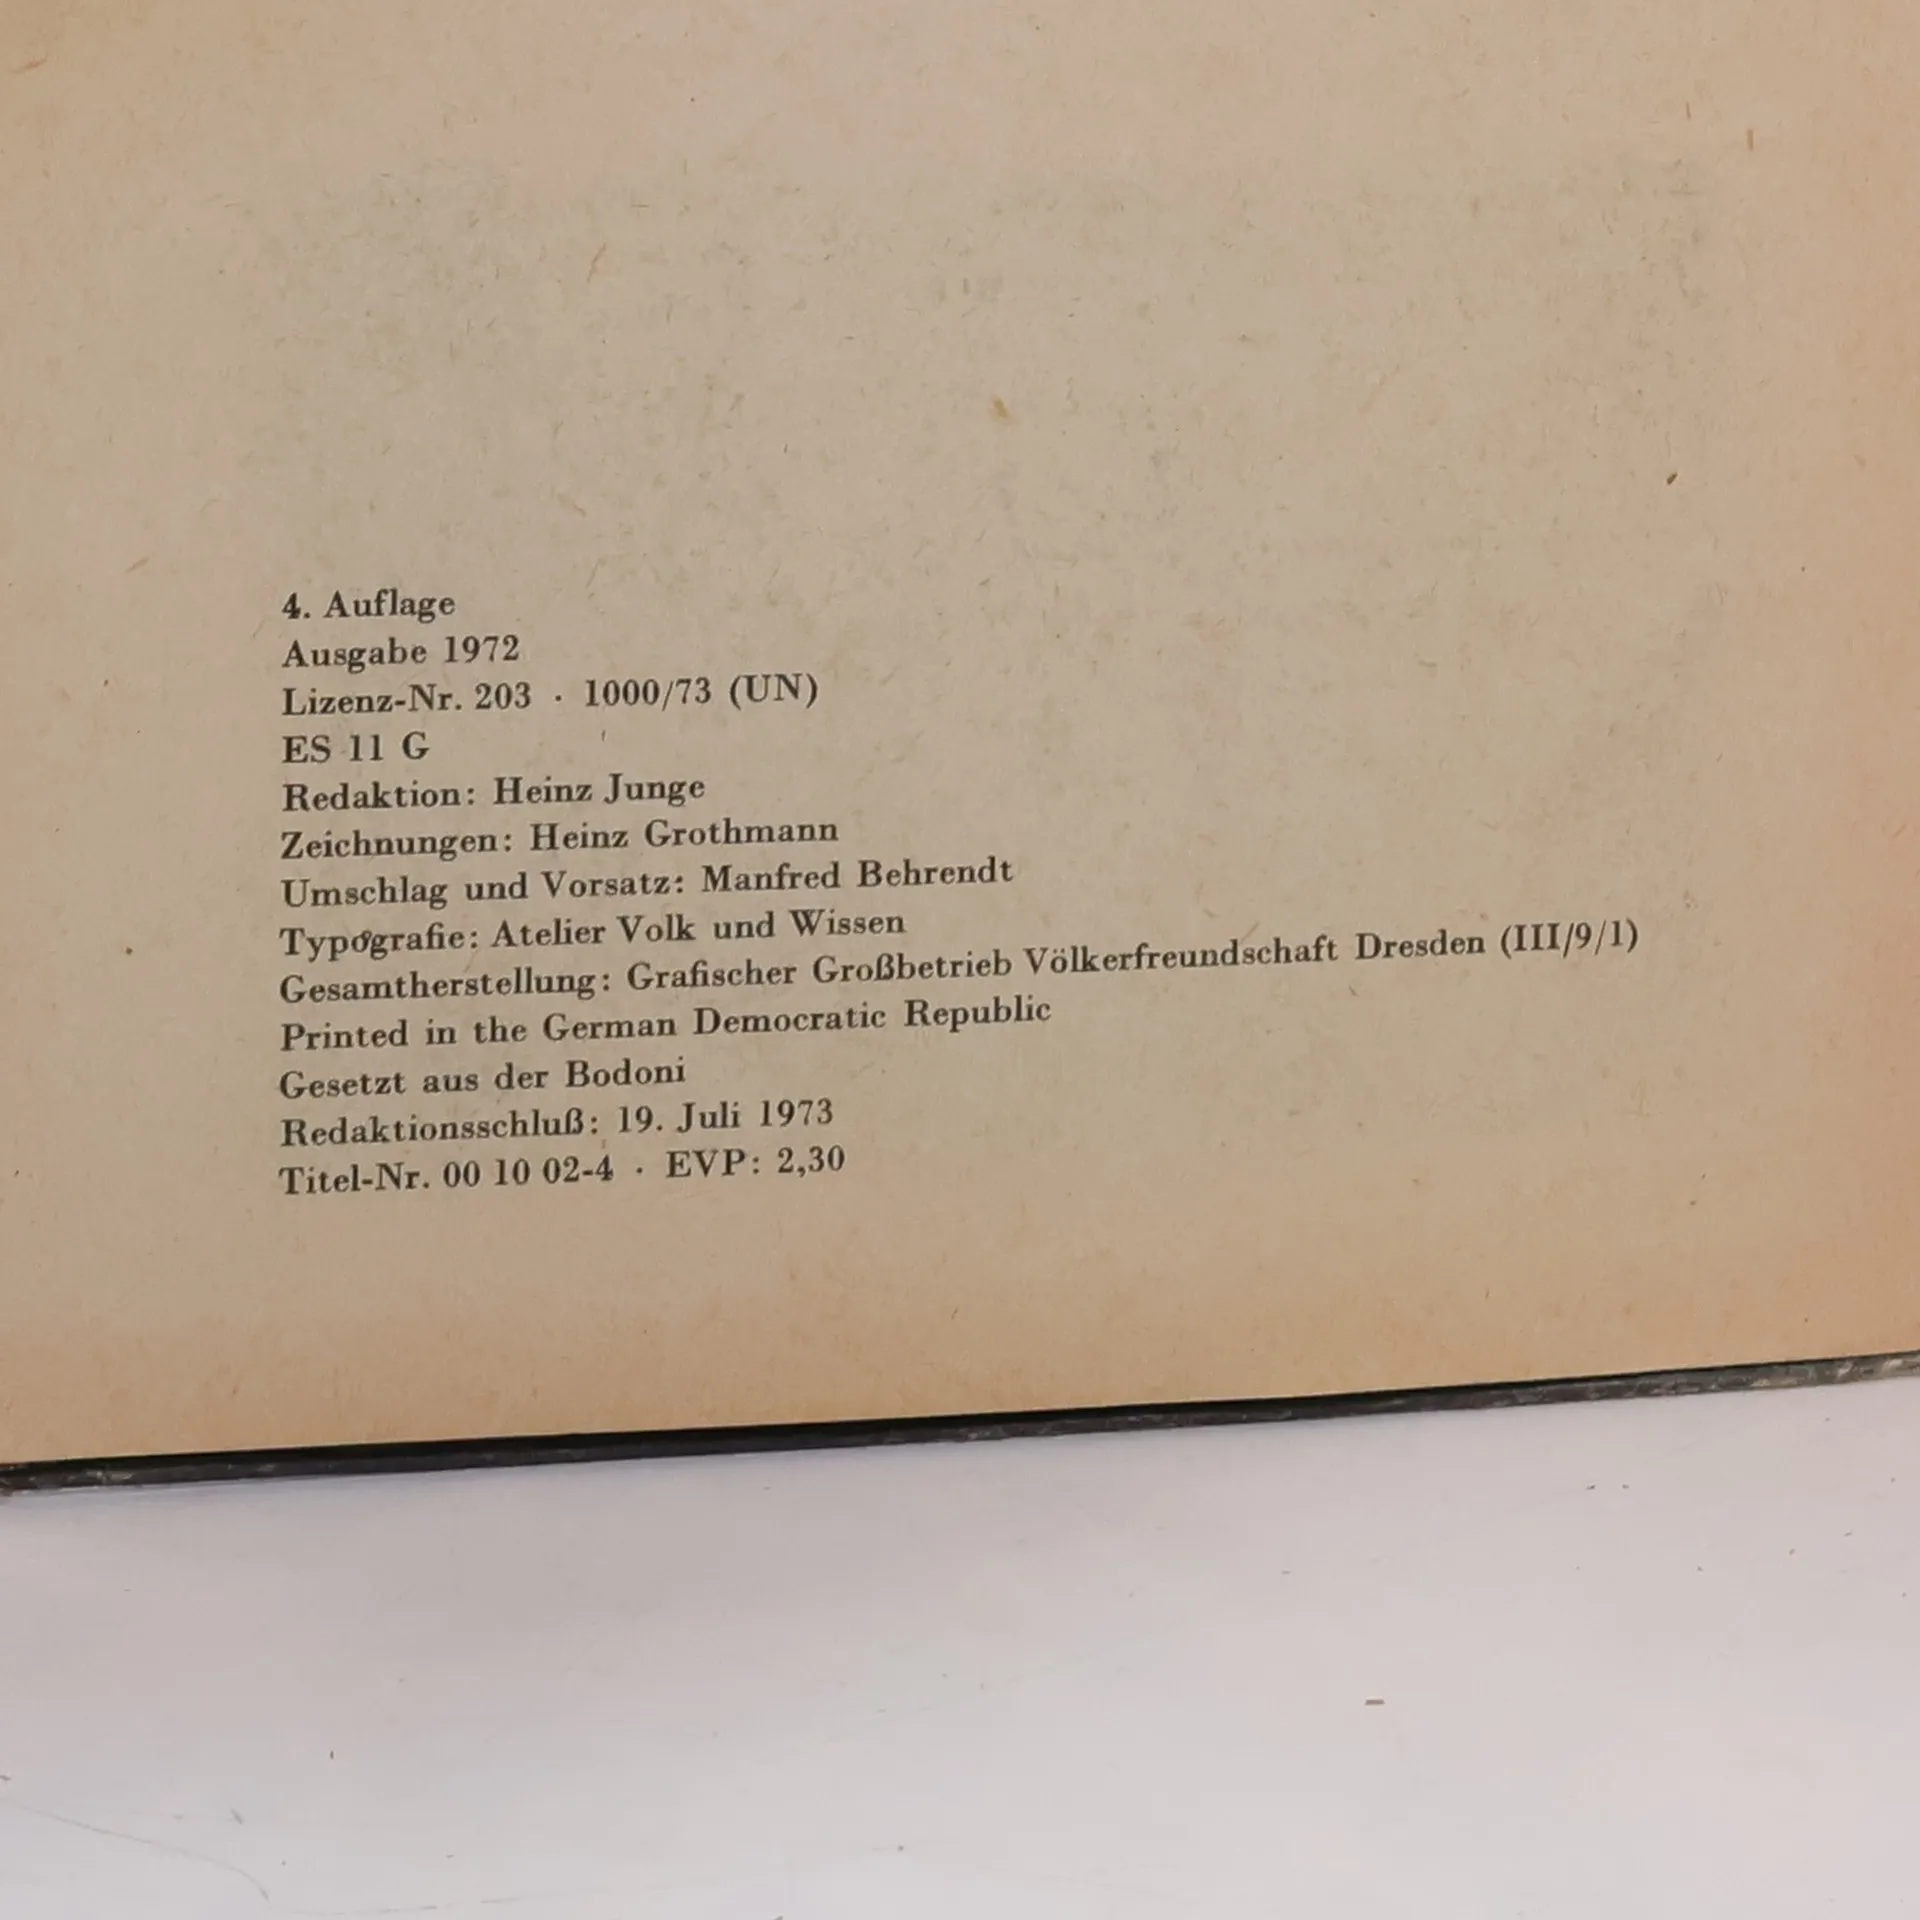 4. Auflage
Ausgabe 1972
Lizenz-Nr. 203 · 1000/73 (UN)
ES 11 G
Redaktion: Heinz Junge
Zeichnungen: Heinz Grothmann
Umschlag und Vorsatz: Manfred Behrendt
Typografie: Atelier Volk und Wissen
Gesamtherstellung: Grafischer Großbetrieb Völkerfreundschaft Dresden (III/9/1)
Printed in the German Democratic Republic
Gesetzt aus der Bodoni
Redaktionsschluß: 19. Juli 1973
Titel-Nr. 00 10 02-4 · EVP: 2,30